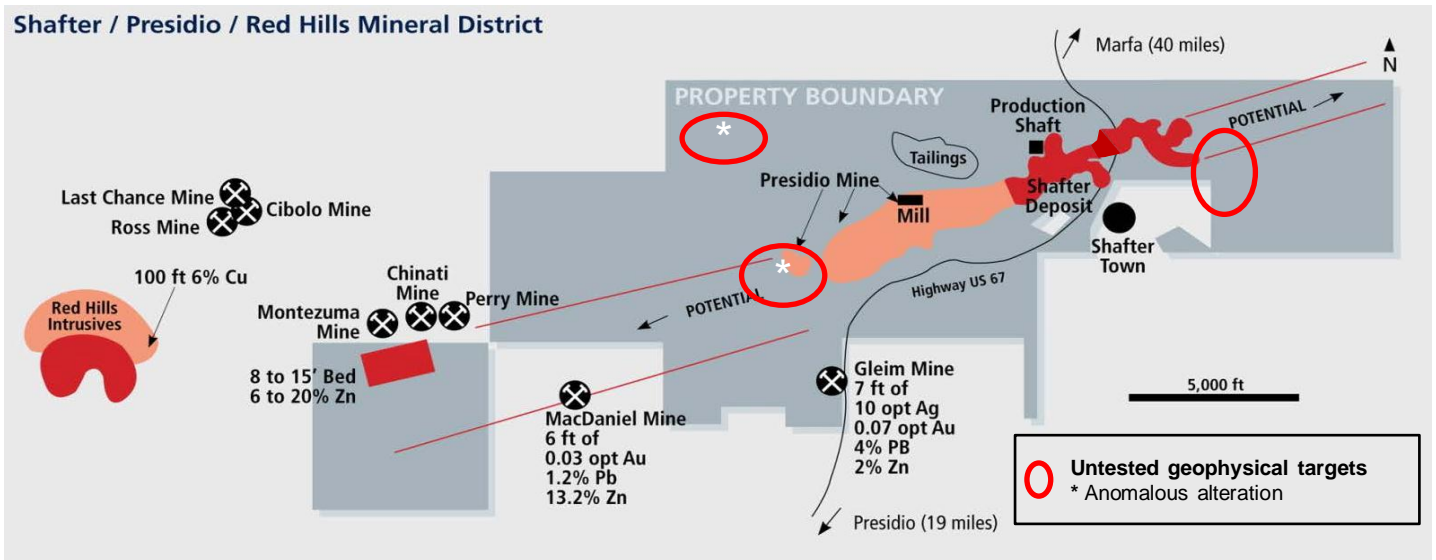 Shafter / Presidio / Red Hills Mineral District
Marfa (40 miles)
N
PROPERTY BOUNDARY
Production
Shaft
POTENTIAL
*
Tailings
Presidio Mine
Mill
Shafter
Deposit
Shafter
Town
Last Chance Mine
Cibolo Mine
Ross Mine
100 ft 6% Cu
Red Hills
Intrusives
Chinati
Mine
Perry Mine
Montezuma
Mine
*
POTENTIAL
Highway US 67
8 to 15' Bed
6 to 20% Zn
MacDaniel Mine
6 ft of
0.03 opt Au
1.2% Pb
13.2% Zn
Gleim Mine
7 ft of
10 opt Ag
0.07 opt Au
4% PB
2% Zn
5,000 ft
Untested geophysical targets
* Anomalous alteration
Presidio (19 miles)